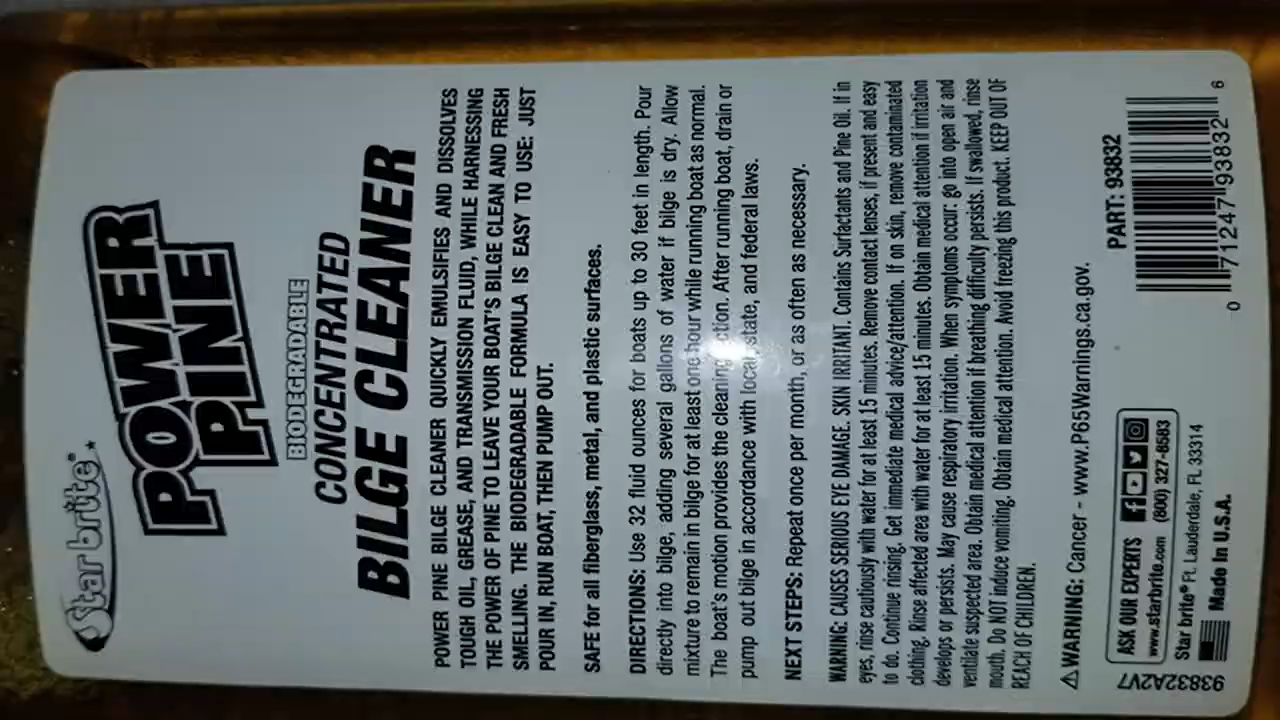 Star brite®
POWER
PINE
BIODEGRADABLE
CONCENTRATED
BILGE CLEANER
POWER PINE BILGE CLEANER QUICKLY EMULSIFIES AND DISSOLVES
TOUGH OIL, GREASE, AND TRANSMISSION FLUID, WHILE HARNESSING
THE POWER OF PINE TO LEAVE YOUR BOAT'S BILGE CLEAN AND FRESH
SMELLING. THE BIODEGRADABLE FORMULA IS EASY TO USE: JUST
POUR IN, RUN BOAT, THEN PUMP OUT.
SAFE for all fiberglass, metal, and plastic surfaces.
DIRECTIONS: Use 32 fluid ounces for boats up to 30 feet in length. Pour
directly into bilge, adding several gallons of water if bilge is dry. Allow
mixture to remain in bilge for at least one hour while running boat as normal.
The boat's motion provides the cleaning action. After running boat, drain or
pump out bilge in accordance with local, state, and federal laws.
NEXT STEPS: Repeat once per month, or as often as necessary.
WARNING: CAUSES SERIOUS EYE DAMAGE. SKIN IRRITANT. Contains Surfactants and Pine Oil. If in
eyes, rinse cautiously with water for at least 15 minutes. Remove contact lenses, if present and easy
to do. Continue rinsing. Get immediate medical advice/attention. If on skin, remove contaminated
clothing. Rinse affected area with water for at least 15 minutes. Obtain medical attention if irritation
develops or persists. May cause respiratory irritation. When symptoms occur: go into open air and
ventilate suspected area. Obtain medical attention if breathing difficulty persists. If swallowed, rinse
mouth. Do NOT induce vomiting. Obtain medical attention. Avoid freezing this product. KEEP OUT OF
REACH OF CHILDREN.
⚠WARNING: Cancer - www.P65Warnings.ca.gov.
ASK OUR EXPERTS
www.starbrite.com (800) 327-8583
Star brite® Ft. Lauderdale, FL 33314
Made In U.S.A.
93832A2V7
PART: 93832
0 71247 93832 6